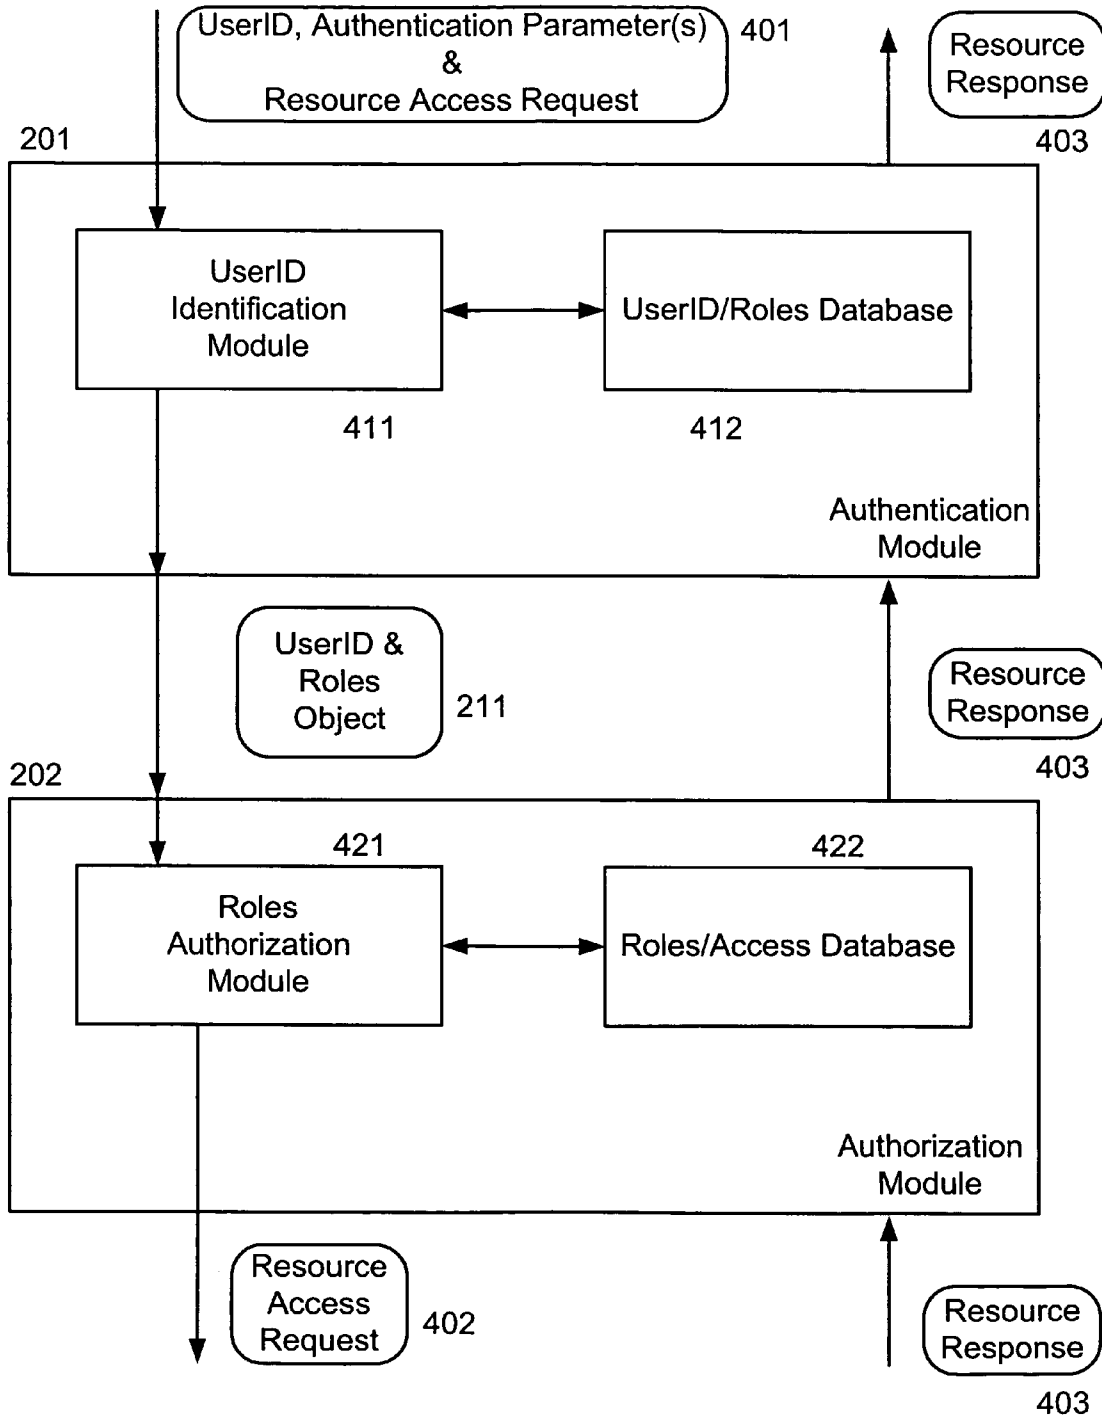 UserID, Authentication Parameter(s)
&
Resource Access Request
401
Resource
Response
403
201
UserID
Identification
Module
UserID/Roles Database
411
412
Authentication
Module
UserID &
Roles
Object
211
Resource
Response
403
202
421
422
Roles
Authorization
Module
Roles/Access Database
Authorization
Module
Resource
Access
Request
402
Resource
Response
403